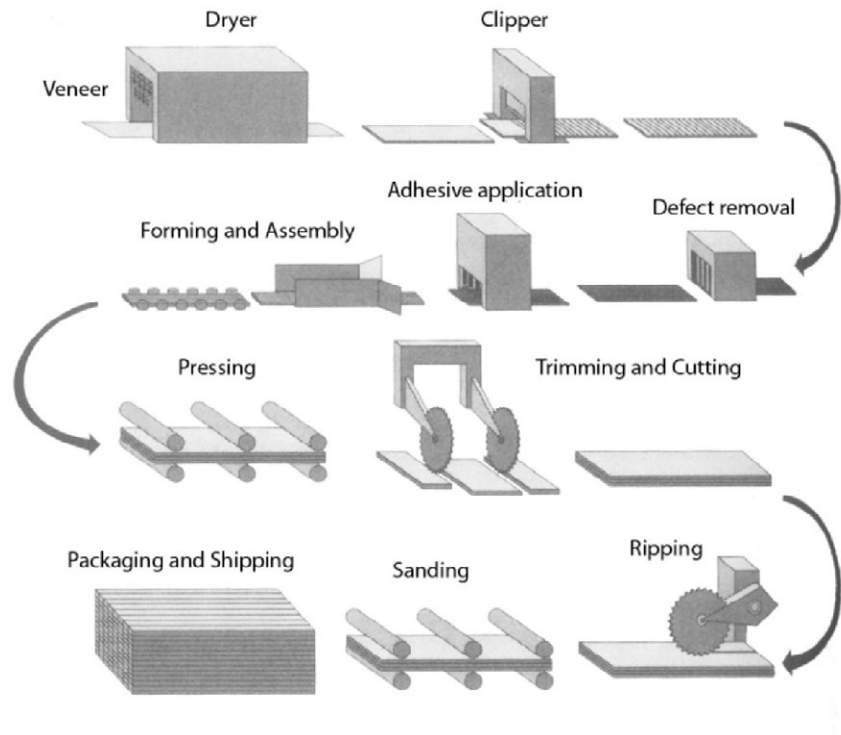 Dryer
Clipper
Veneer
Adhesive application
Defect removal
Forming and Assembly
Pressing
Trimming and Cutting
Packaging and Shipping
Sanding
Ripping